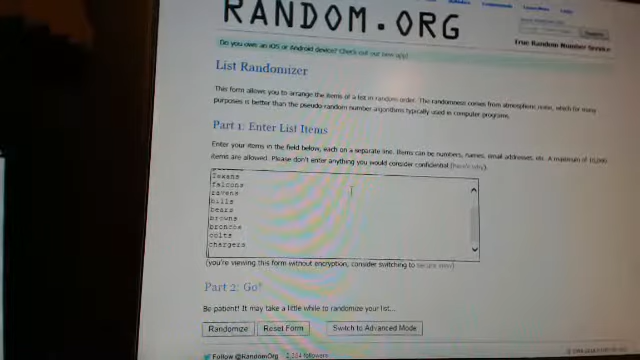 RANDOM.ORG
True Random Number Service
Do you own an iOS or Android device? Check out our new app!
List Randomizer
This form allows you to arrange the items of a list in random order. The randomness comes from atmospheric noise, which for many
purposes is better than the pseudo-random number algorithms typically used in computer programs.
Part 1: Enter List Items
Enter your items in the field below, each on a separate line. Items can be numbers, names, email addresses, etc. A maximum of 10,000
items are allowed. Please don't enter anything you would consider confidential
texans
falcons
ravens
bills
bears
browns
broncos
colts
chargers
(you're viewing this form without encryption, consider switching to secure view)
Part 2: Go!
Be patient! It may take a little while to randomize your list...
Randomize Reset Form Switch to Advanced Mode
Follow @RandomOrg followers